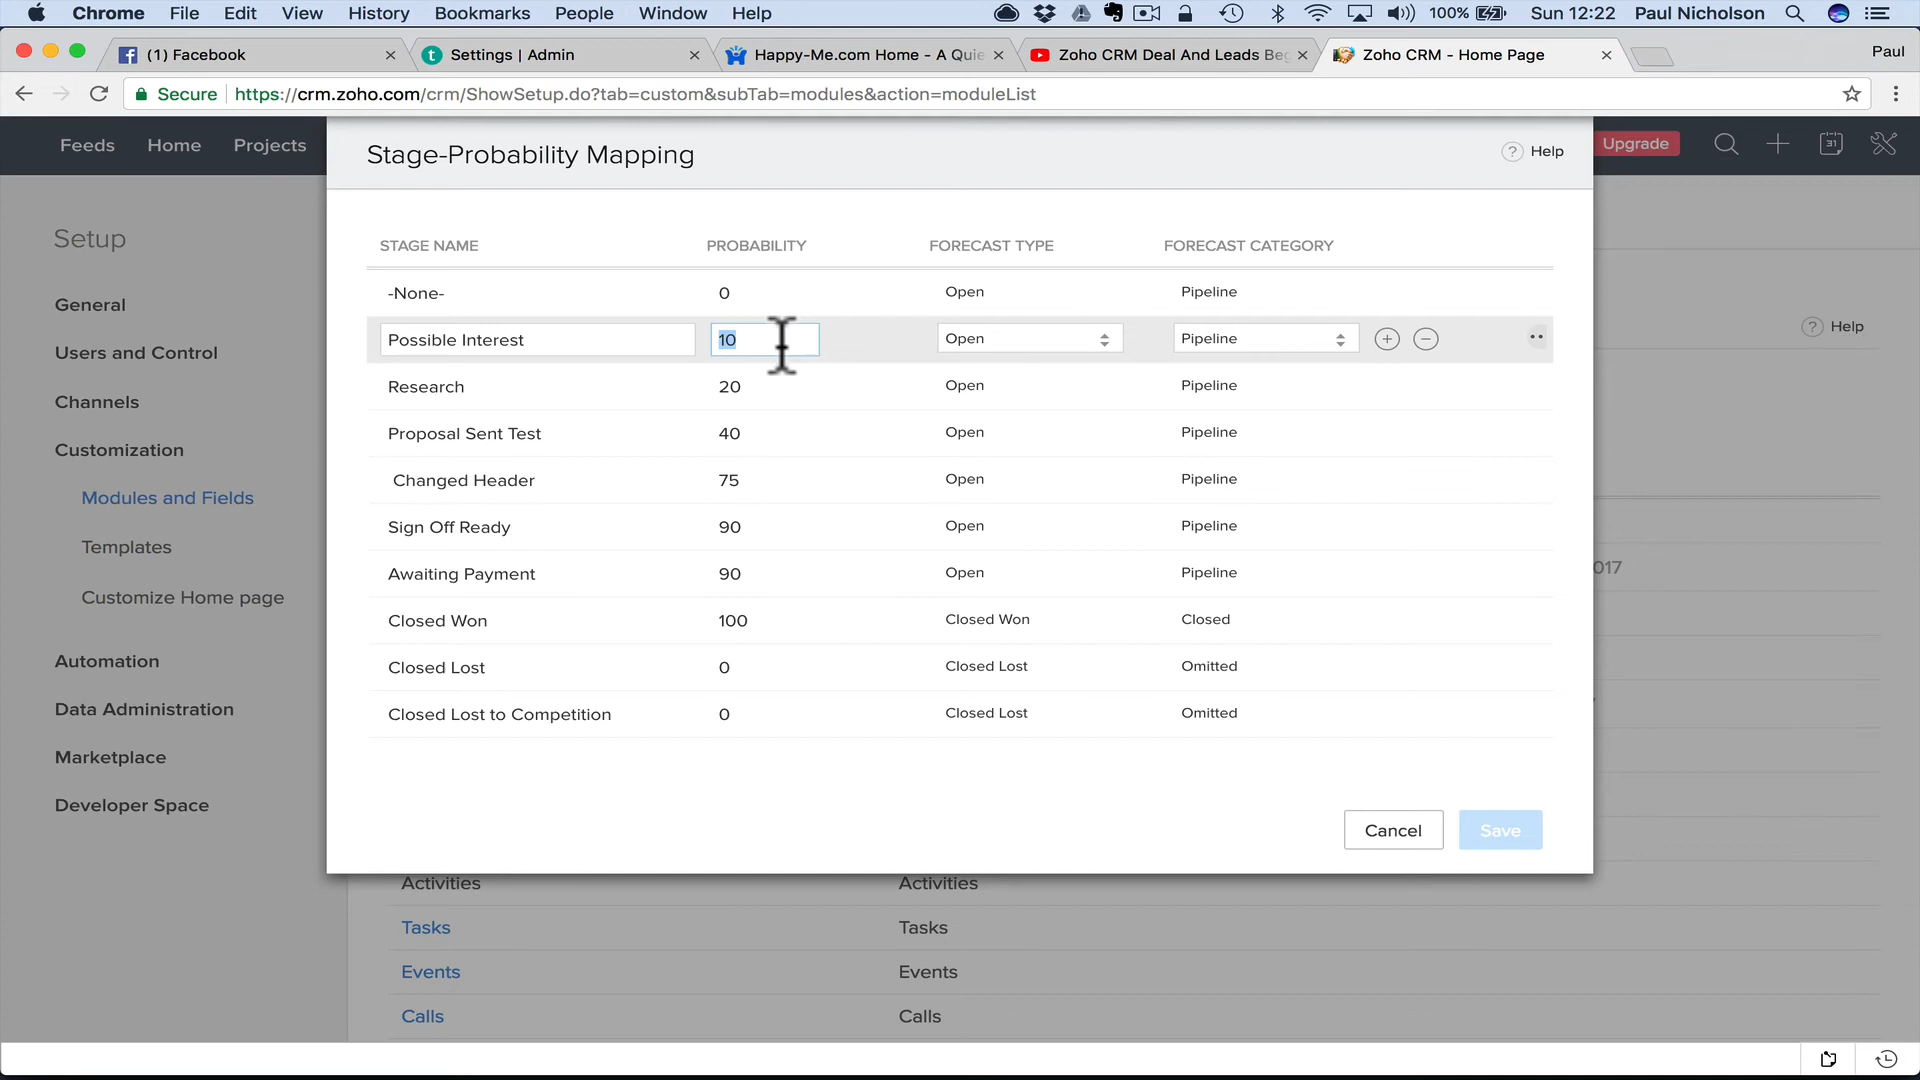 Chrome File Edit View History Bookmarks People Window Help 100% Sun 12:22 Paul Nicholson
(1) Facebook Settings | Admin Happy-Me.com Home - A Quie Zoho CRM Deal And Leads Beg Zoho CRM - Home Page Paul
Secure https://crm.zoho.com/crm/ShowSetup.do?tab=custom&subTab=modules&action=moduleList
Feeds Home Projects Upgrade 31
Stage-Probability Mapping ? Help
Setup
STAGE NAME PROBABILITY FORECAST TYPE FORECAST CATEGORY
-None- 0 Open Pipeline
General
Possible Interest 10 Open Pipeline
? Help
Users and Control
Research 20 Open Pipeline
Channels
Proposal Sent Test 40 Open Pipeline
Customization
Changed Header 75 Open Pipeline
Modules and Fields
Sign Off Ready 90 Open Pipeline
Templates
Awaiting Payment 90 Open Pipeline
017
Customize Home page
Closed Won 100 Closed Won Closed
Automation
Closed Lost 0 Closed Lost Omitted
Data Administration
Closed Lost to Competition 0 Closed Lost Omitted
Marketplace
Developer Space
Cancel Save
Activities Activities
Tasks Tasks
Events Events
Calls Calls